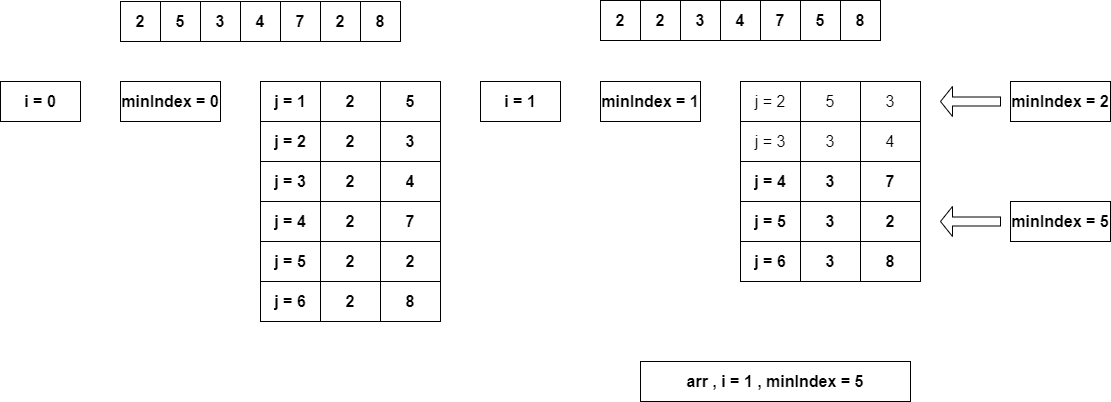 2 5 3 4 7 2 8
2 2 3 4 7 5 8
i = 0
minIndex = 0
j = 1 2 5
j = 2 2 3
j = 3 2 4
j = 4 2 7
j = 5 2 2
j = 6 2 8
i = 1
minIndex = 1
j = 2 5 3
j = 3 3 4
j = 4 3 7
j = 5 3 2
j = 6 3 8
minIndex = 2
minIndex = 5
arr , i = 1 , minIndex = 5